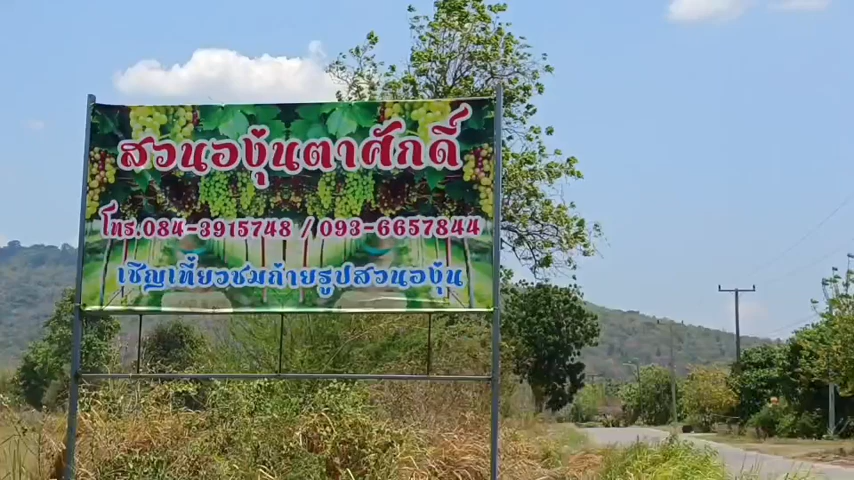 สวนองุ่นตาศักดิ์
โทร.084-3915748 / 093-6651844
เชิญเที่ยวชมถ่ายรูปสวนองุ่น